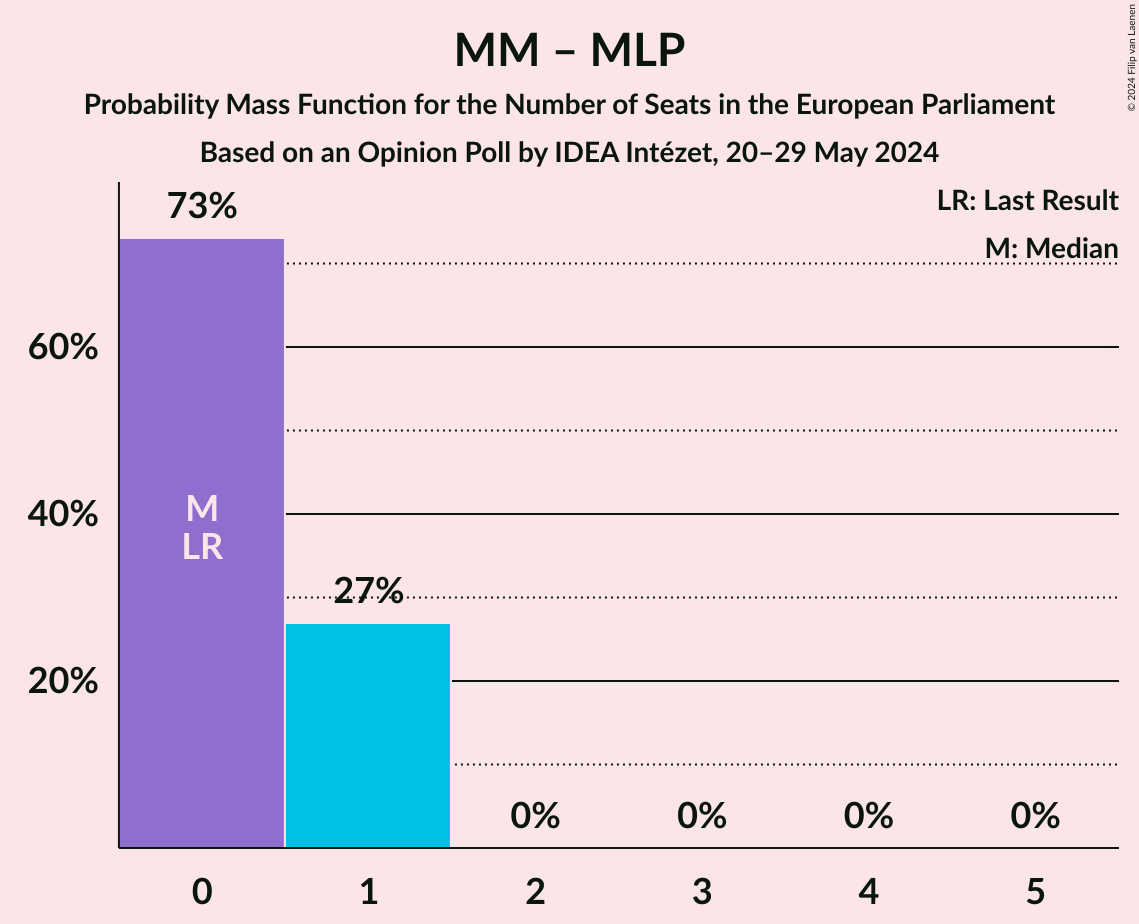 MM – MLP
Probability Mass Function for the Number of Seats in the European Parliament
Based on an Opinion Poll by IDEA Intézet, 20–29 May 2024
© 2024 Filip van Laenen
LR: Last Result
M: Median
73%
60%
40%
20%
M
LR
27%
0% 0% 0% 0%
0 1 2 3 4 5